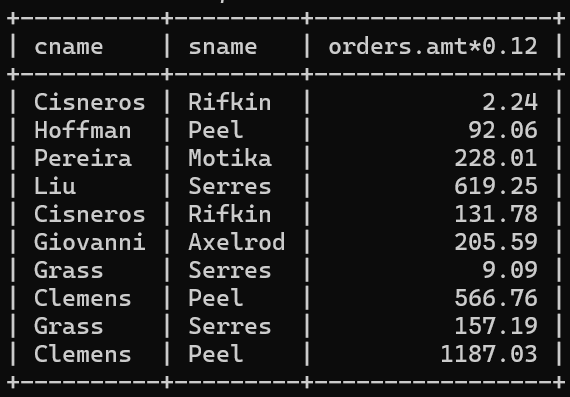 +----------+---------+-----------------+
| cname    | sname   | orders.amt*0.12 |
+----------+---------+-----------------+
| Cisneros | Rifkin  |            2.24 |
| Hoffman  | Peel    |           92.06 |
| Pereira  | Motika  |          228.01 |
| Liu      | Serres  |          619.25 |
| Cisneros | Rifkin  |          131.78 |
| Giovanni | Axelrod |          205.59 |
| Grass    | Serres  |            9.09 |
| Clemens  | Peel    |          566.76 |
| Grass    | Serres  |          157.19 |
| Clemens  | Peel    |         1187.03 |
+----------+---------+-----------------+